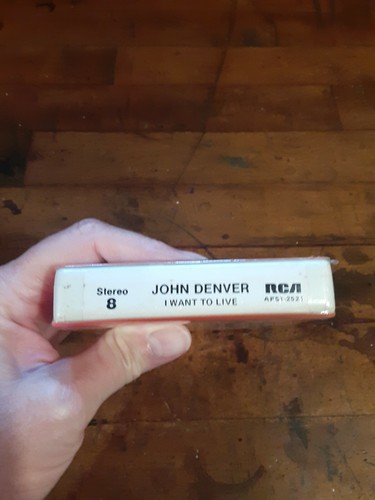 Stereo
8
JOHN DENVER
I WANT TO LIVE
RCA
AFS1-2521